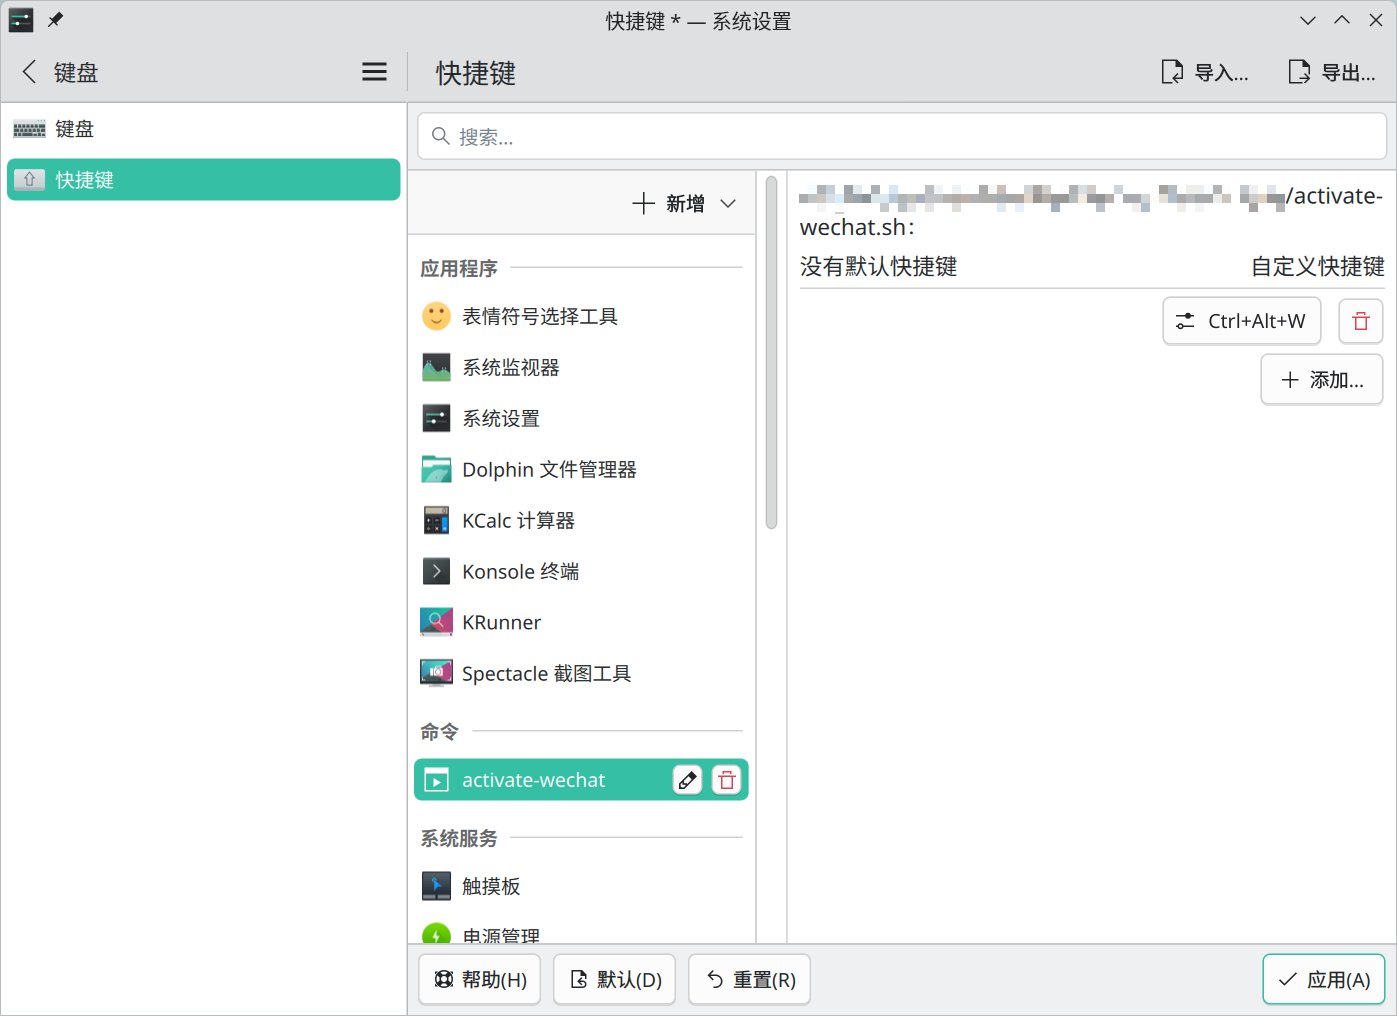 快捷键 * — 系统设置
键盘
快捷键
导入...
导出...
键盘
快捷键
搜索...
新增
应用程序
表情符号选择工具
系统监视器
系统设置
Dolphin 文件管理器
KCalc 计算器
Konsole 终端
KRunner
Spectacle 截图工具
命令
activate-wechat
系统服务
触摸板
电源管理
/activate-
wechat.sh：
没有默认快捷键
自定义快捷键
Ctrl+Alt+W
添加...
帮助(H)
默认(D)
重置(R)
应用(A)